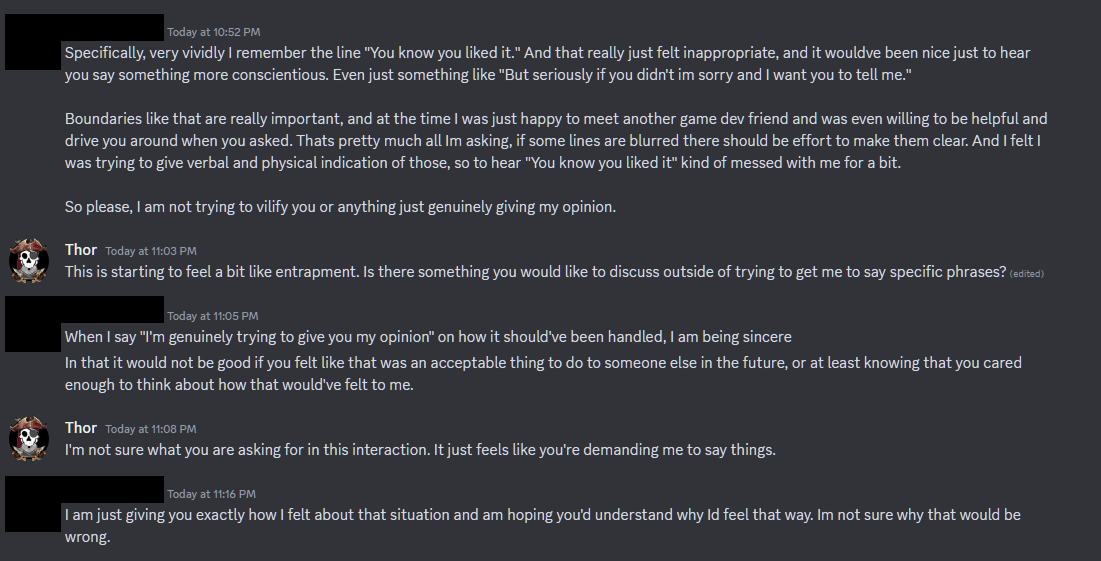 Today at 10:52 PM
Specifically, very vividly I remember the line "You know you liked it." And that really just felt inappropriate, and it wouldve been nice just to hear
you say something more conscientious. Even just something like "But seriously if you didn't im sorry and I want you to tell me."
Boundaries like that are really important, and at the time I was just happy to meet another game dev friend and was even willing to be helpful and
drive you around when you asked. Thats pretty much all Im asking, if some lines are blurred there should be effort to make them clear. And I felt I
was trying to give verbal and physical indication of those, so to hear "You know you liked it" kind of messed with me for a bit.
So please, I am not trying to vilify you or anything just genuinely giving my opinion.
Thor Today at 11:03 PM
This is starting to feel a bit like entrapment. Is there something you would like to discuss outside of trying to get me to say specific phrases? (edited)
Today at 11:05 PM
When I say "I'm genuinely trying to give you my opinion" on how it should've been handled, I am being sincere
In that it would not be good if you felt like that was an acceptable thing to do to someone else in the future, or at least knowing that you cared
enough to think about how that would've felt to me.
Thor Today at 11:08 PM
I'm not sure what you are asking for in this interaction. It just feels like you're demanding me to say things.
Today at 11:16 PM
I am just giving you exactly how I felt about that situation and am hoping you'd understand why Id feel that way. Im not sure why that would be
wrong.